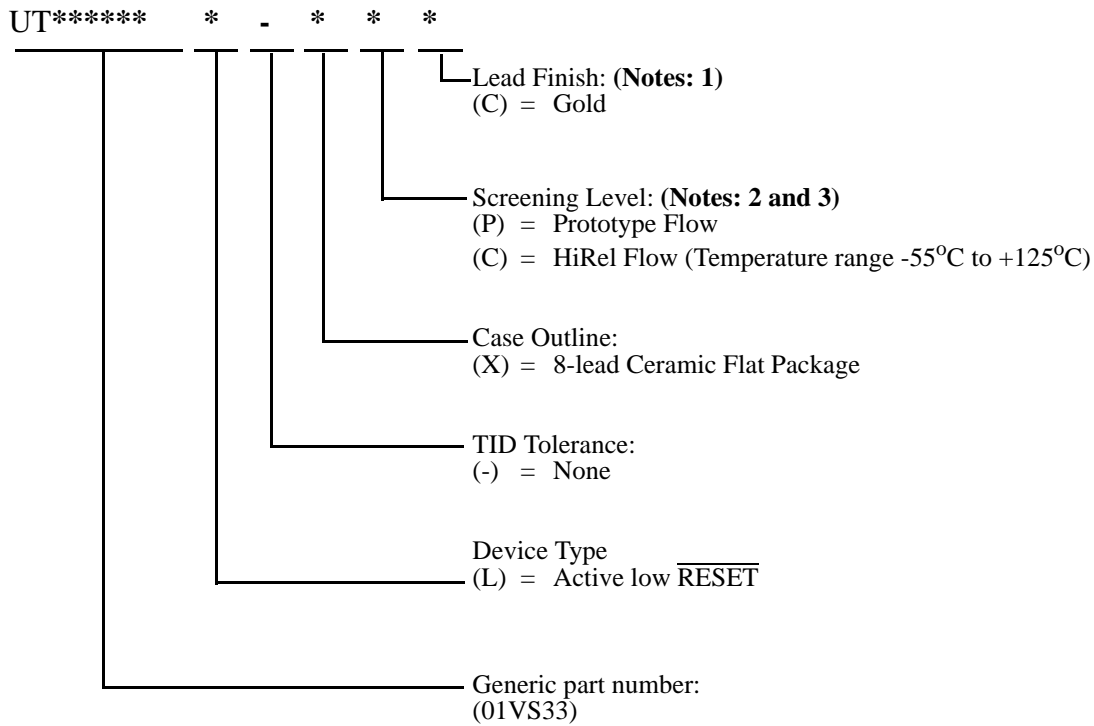 UT****** * - * * *
Lead Finish: (Notes: 1)
(C) = Gold
Screening Level: (Notes: 2 and 3)
(P) = Prototype Flow
(C) = HiRel Flow (Temperature range -55°C to +125°C)
Case Outline:
(X) = 8-lead Ceramic Flat Package
TID Tolerance:
(-) = None
Device Type
(L) = Active low R̅E̅S̅E̅T̅
Generic part number:
(01VS33)